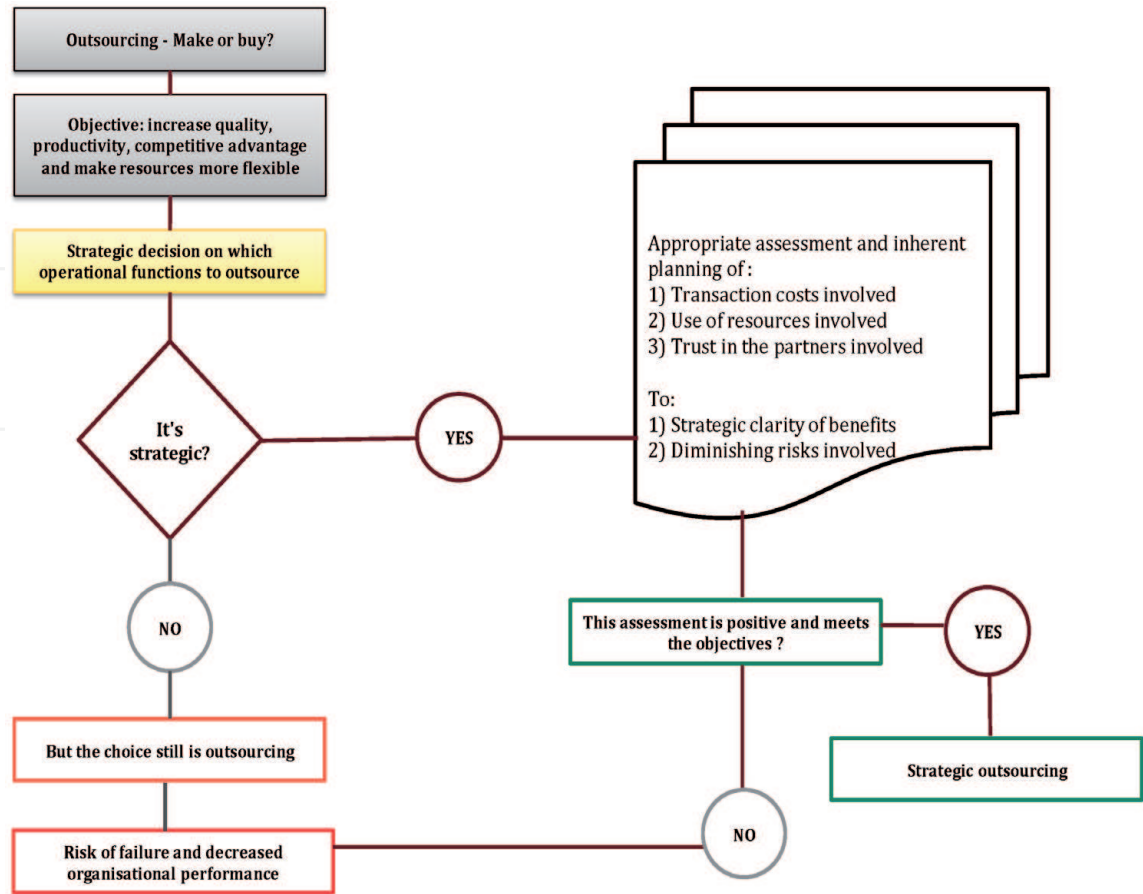 Outsourcing - Make or buy?
Objective: increase quality,
productivity, competitive advantage
and make resources more flexible
Strategic decision on which
operational functions to outsource
It's
strategic?
YES
Appropriate assessment and inherent
planning of :
1) Transaction costs involved
2) Use of resources involved
3) Trust in the partners involved
To:
1) Strategic clarity of benefits
2) Diminishing risks involved
NO
This assessment is positive and meets
the objectives ?
YES
But the choice still is outsourcing
Strategic outsourcing
NO
Risk of failure and decreased
organisational performance